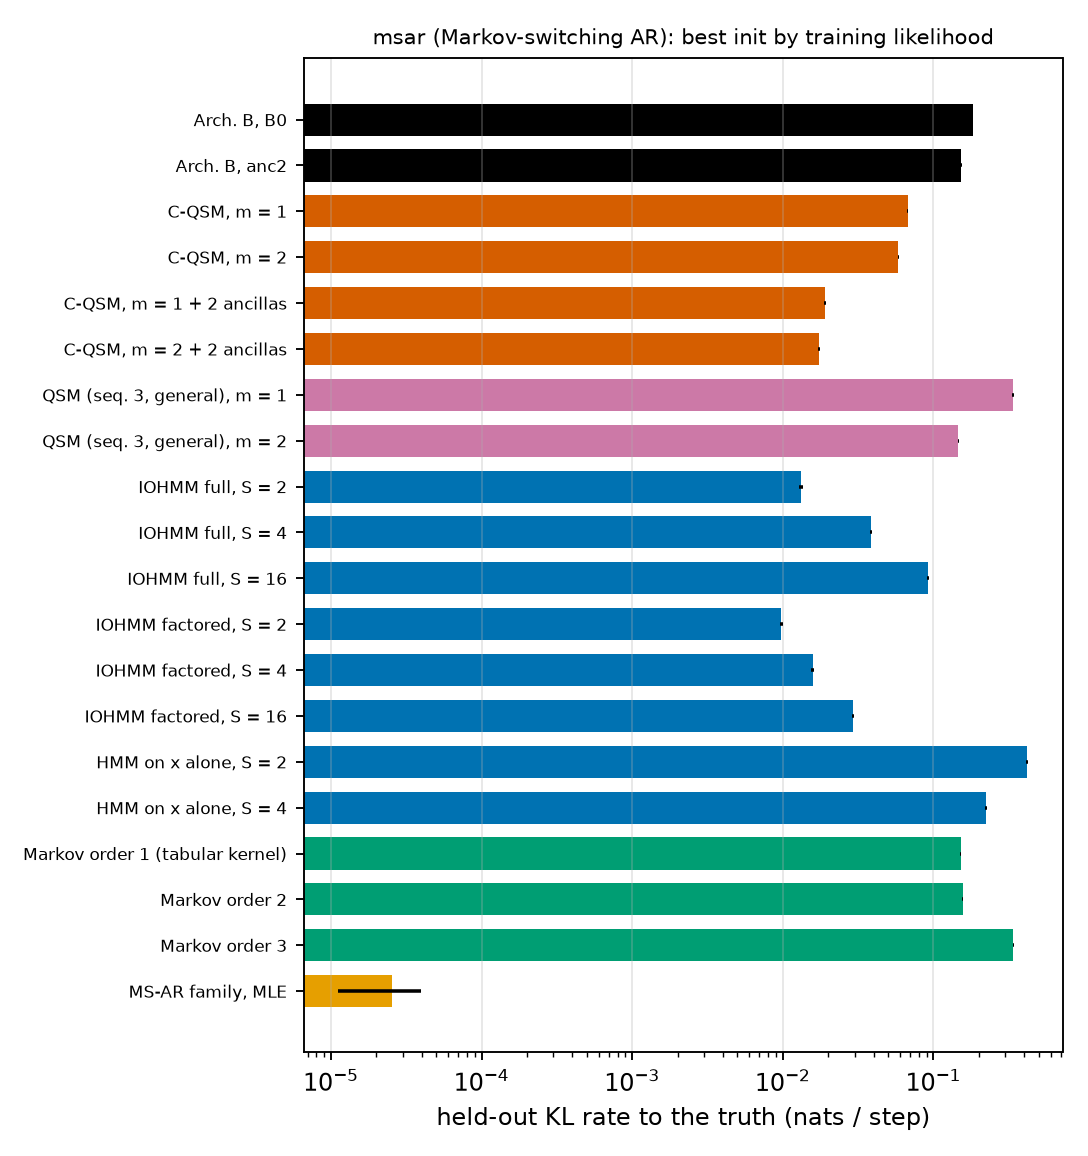 msar (Markov-switching AR): best init by training likelihood
Arch. B, B0
Arch. B, anc2
C-QSM, m = 1
C-QSM, m = 2
C-QSM, m = 1 + 2 ancillas
C-QSM, m = 2 + 2 ancillas
QSM (seq. 3, general), m = 1
QSM (seq. 3, general), m = 2
IOHMM full, S = 2
IOHMM full, S = 4
IOHMM full, S = 16
IOHMM factored, S = 2
IOHMM factored, S = 4
IOHMM factored, S = 16
HMM on x alone, S = 2
HMM on x alone, S = 4
Markov order 1 (tabular kernel)
Markov order 2
Markov order 3
MS-AR family, MLE
10⁻⁵ 10⁻⁴ 10⁻³ 10⁻² 10⁻¹
held-out KL rate to the truth (nats / step)